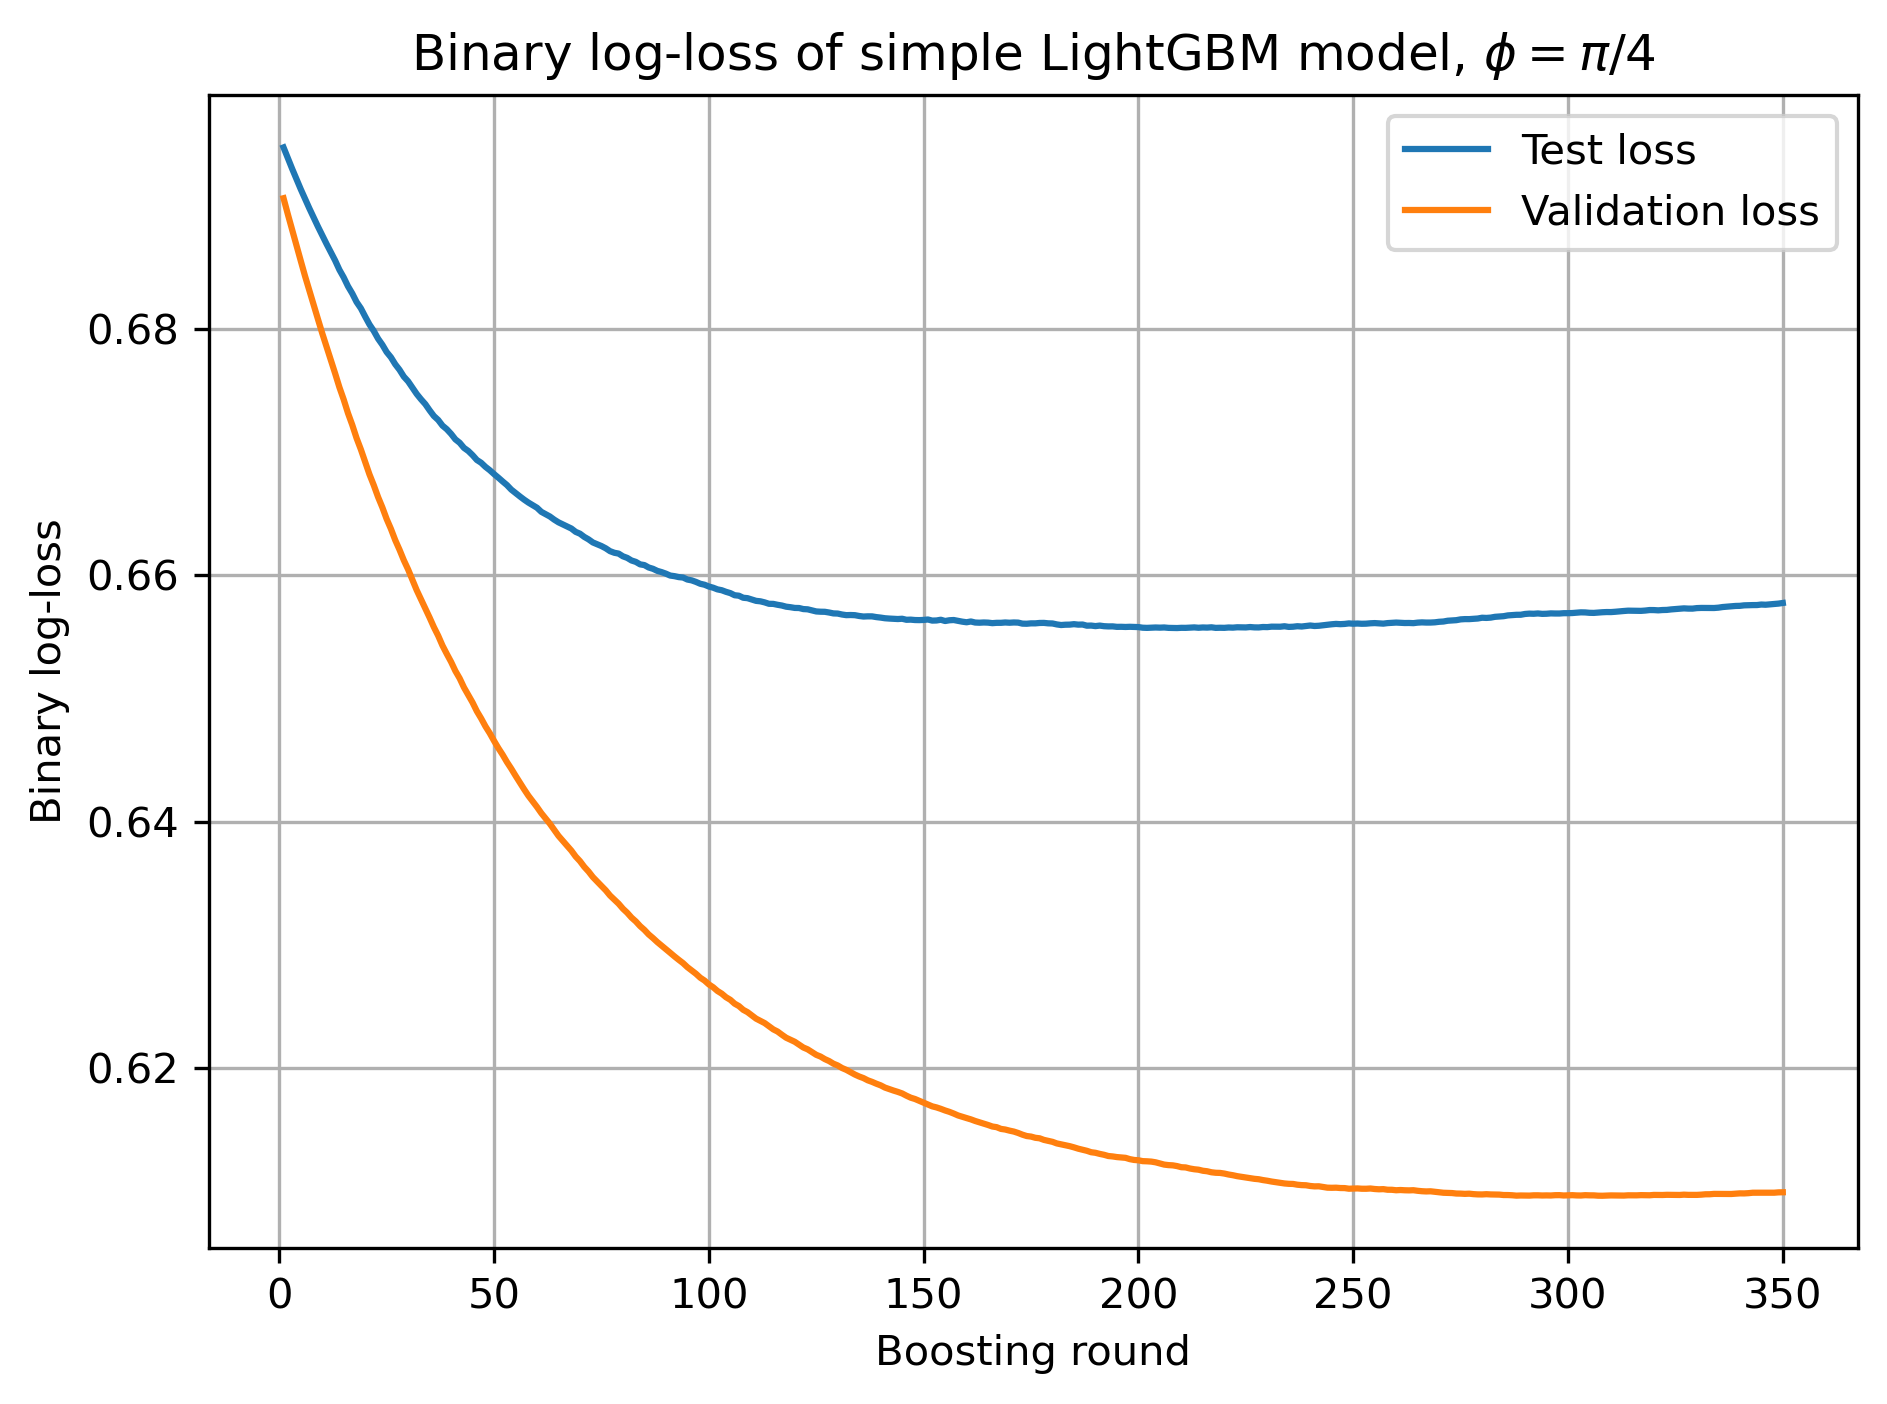 Binary log-loss of simple LightGBM model, ϕ = π/4
Test loss
Validation loss
Binary log-loss
0.68
0.66
0.64
0.62
0 50 100 150 200 250 300 350
Boosting round